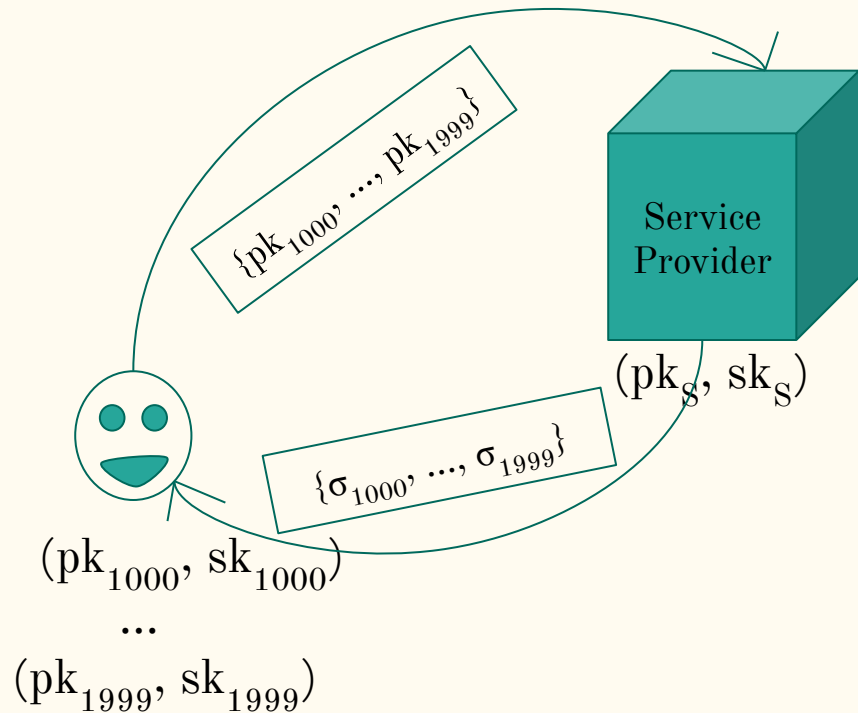 {pk₁₀₀₀, ..., pk₁₉₉₉}
Service
Provider
(pkₛ, skₛ)
{σ₁₀₀₀, ..., σ₁₉₉₉}
(pk₁₀₀₀, sk₁₀₀₀)
...
(pk₁₉₉₉, sk₁₉₉₉)